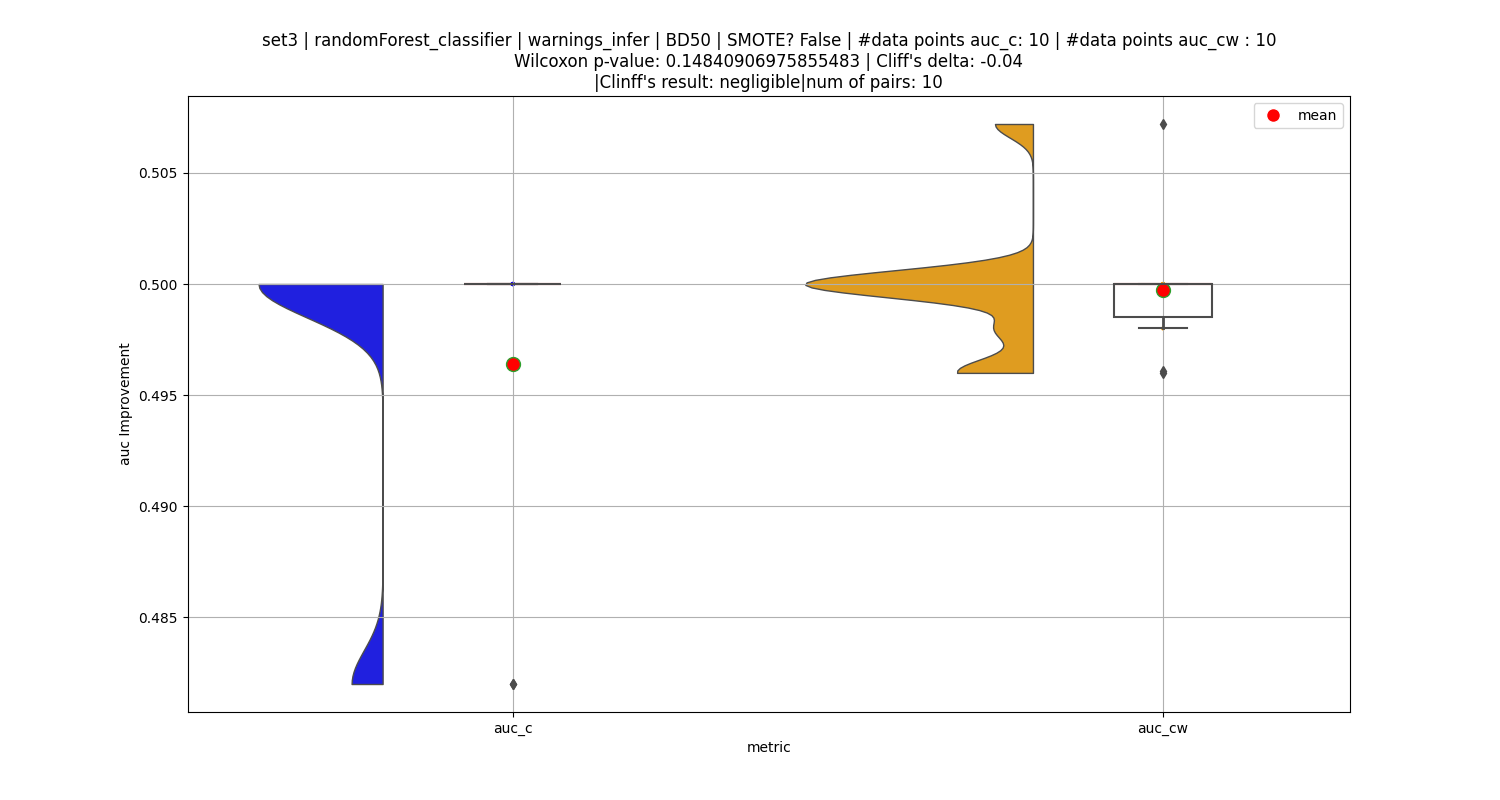 set3 | randomForest_classifier | warnings_infer | BD50 | SMOTE? False | #data points auc_c: 10 | #data points auc_cw : 10
Wilcoxon p-value: 0.14840906975855483 | Cliff's delta: -0.04
|Clinff's result: negligible|num of pairs: 10
mean
0.505
0.500
0.495
0.490
0.485
auc Improvement
auc_c
auc_cw
metric